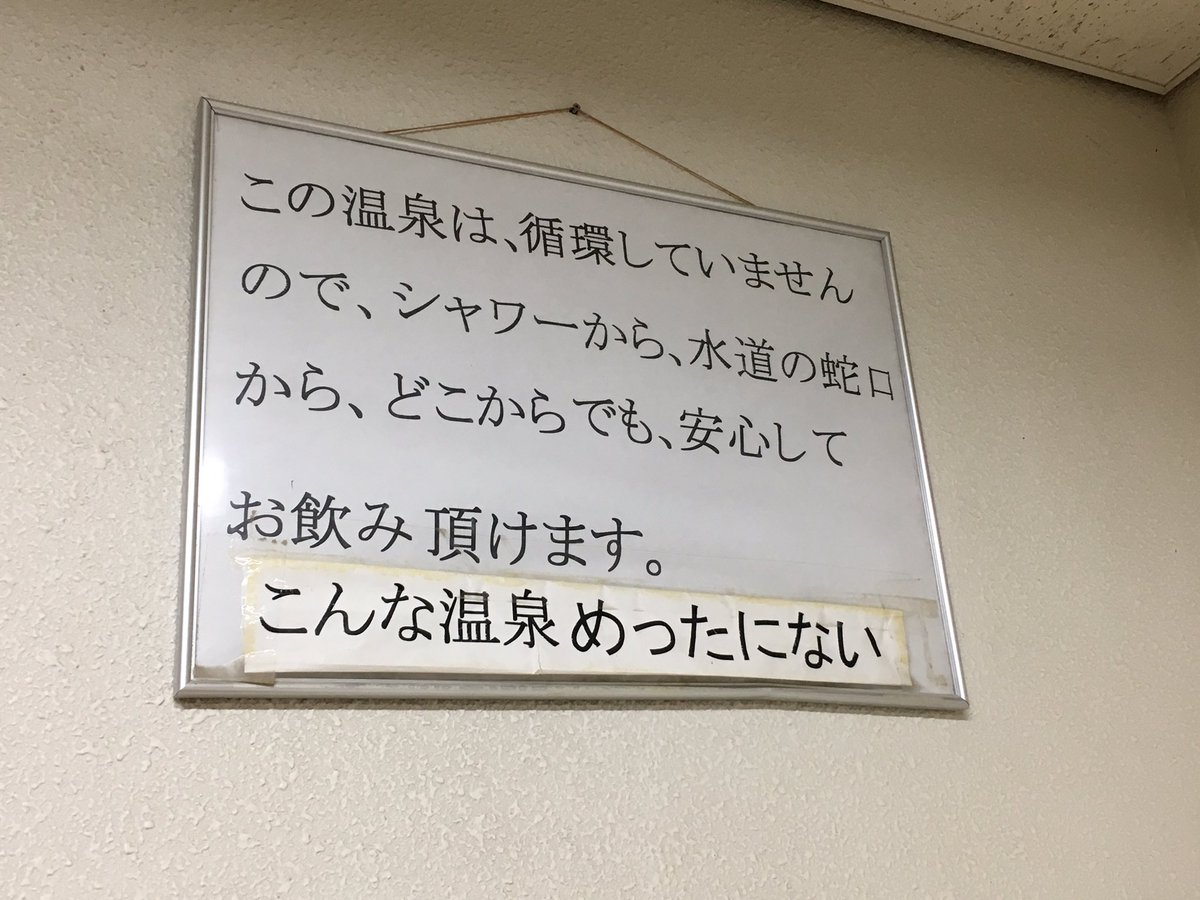 この温泉は、循環していません
ので、シャワーから、水道の蛇口
から、どこからでも、安心して
お飲み頂けます。
こんな温泉めったにない